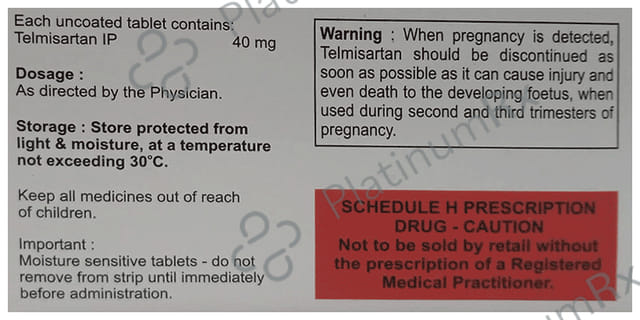 Each uncoated tablet contains:
Telmisartan IP 40 mg
Dosage :
As directed by the Physician.
Storage : Store protected from
light & moisture, at a temperature
not exceeding 30°C.
Keep all medicines out of reach
of children.
Important :
Moisture sensitive tablets - do not
remove from strip until immediately
before administration.
Warning : When pregnancy is detected,
Telmisartan should be discontinued as
soon as possible as it can cause injury and
even death to the developing foetus, when
used during second and third trimesters of
pregnancy.
SCHEDULE H PRESCRIPTION
DRUG - CAUTION
Not to be sold by retail without
the prescription of a Registered
Medical Practitioner.
PlatinumRx
PlatinumRx